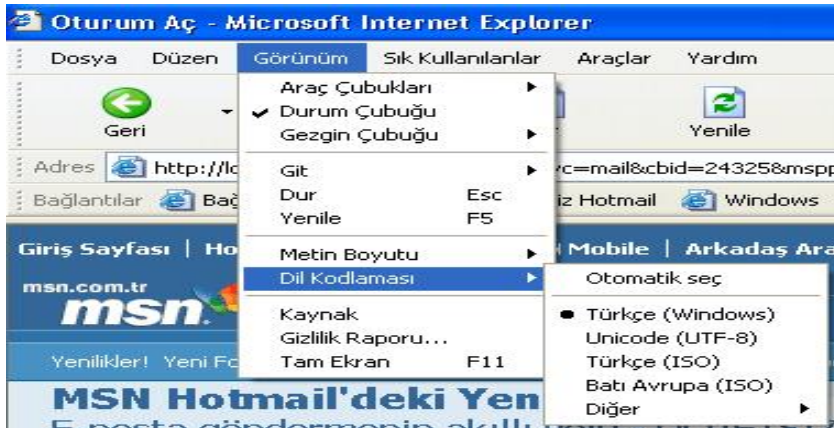 Oturum Aç - Microsoft Internet Explorer
Dosya Düzen Görünüm Sık Kullanılanlar Araçlar Yardım
Geri
Yenile
Adres http://lo
c=mail&cbid=24325&mspp
Bağlantılar
Hotmail Windows
Araç Çubukları
✔ Durum Çubuğu
Gezgin Çubuğu
Git
Dur Esc
Yenile F5
Metin Boyutu
Dil Kodlaması
Kaynak
Gizlilik Raporu...
Tam Ekran F11
Otomatik seç
● Türkçe (Windows)
Unicode (UTF-8)
Türkçe (ISO)
Batı Avrupa (ISO)
Diğer
Giriş Sayfası | Ho
Mobile | Arkadaş Ara
msn.com.tr
msn
Yenilikler! Yeni Fo
MSN Hotmail'deki Yen
E-posta göndermenin akıllı